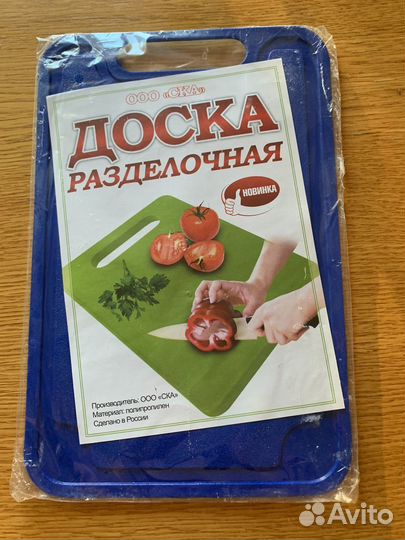 ООО «СКА»
ДОСКА
РАЗДЕЛОЧНАЯ
НОВИНКА
Производитель: ООО «СКА»
Материал: полипропилен
Сделано в России
Avito